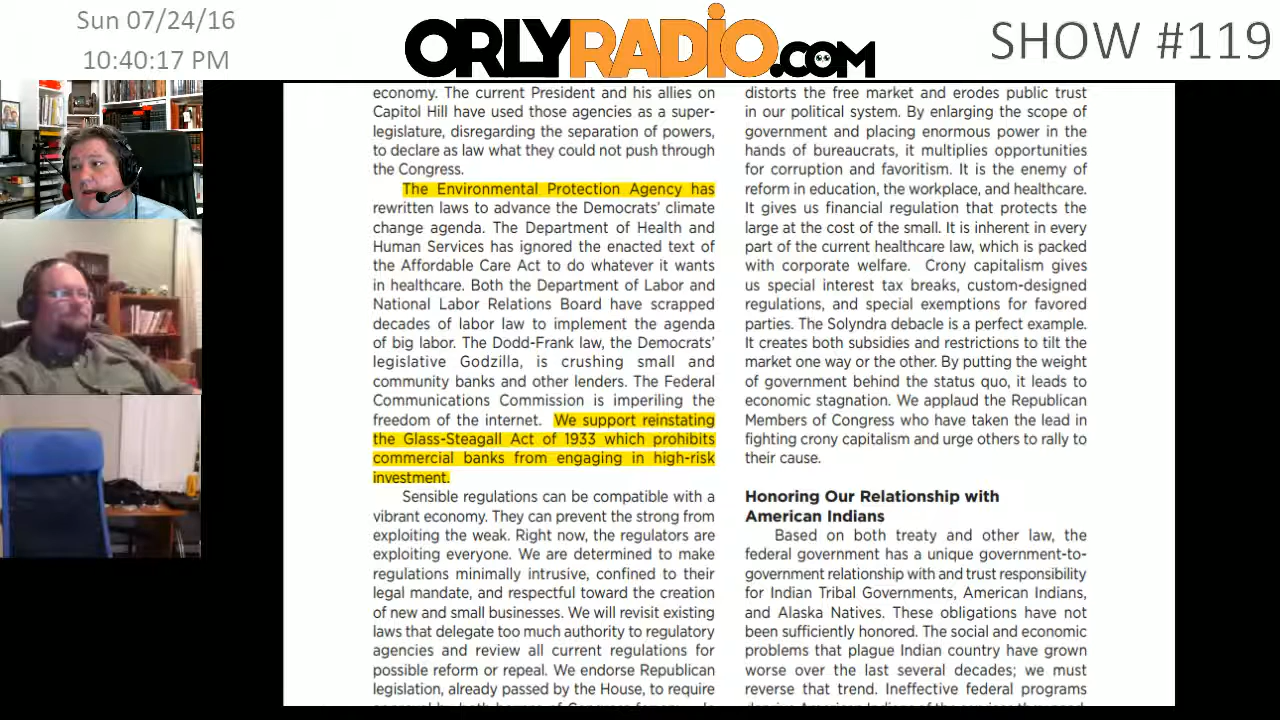 Sun 07/24/16
10:40:17 PM
ORLYRADIO.COM
SHOW #119
economy. The current President and his allies on
Capitol Hill have used those agencies as a super-
legislature, disregarding the separation of powers,
to declare as law what they could not push through
the Congress.
The Environmental Protection Agency has
rewritten laws to advance the Democrats’ climate
change agenda. The Department of Health and
Human Services has ignored the enacted text of
the Affordable Care Act to do whatever it wants
in healthcare. Both the Department of Labor and
National Labor Relations Board have scrapped
decades of labor law to implement the agenda
of big labor. The Dodd-Frank law, the Democrats’
legislative Godzilla, is crushing small and
community banks and other lenders. The Federal
Communications Commission is imperiling the
freedom of the internet. We support reinstating
the Glass-Steagall Act of 1933 which prohibits
commercial banks from engaging in high-risk
investment.
Sensible regulations can be compatible with a
vibrant economy. They can prevent the strong from
exploiting the weak. Right now, the regulators are
exploiting everyone. We are determined to make
regulations minimally intrusive, confined to their
legal mandate, and respectful toward the creation
of new and small businesses. We will revisit existing
laws that delegate too much authority to regulatory
agencies and review all current regulations for
possible reform or repeal. We endorse Republican
legislation, already passed by the House, to require
distorts the free market and erodes public trust
in our political system. By enlarging the scope of
government and placing enormous power in the
hands of bureaucrats, it multiplies opportunities
for corruption and favoritism. It is the enemy of
reform in education, the workplace, and healthcare.
It gives us financial regulation that protects the
large at the cost of the small. It is inherent in every
part of the current healthcare law, which is packed
with corporate welfare. Crony capitalism gives
us special interest tax breaks, custom-designed
regulations, and special exemptions for favored
parties. The Solyndra debacle is a perfect example.
It creates both subsidies and restrictions to tilt the
market one way or the other. By putting the weight
of government behind the status quo, it leads to
economic stagnation. We applaud the Republican
Members of Congress who have taken the lead in
fighting crony capitalism and urge others to rally to
their cause.
Honoring Our Relationship with
American Indians
Based on both treaty and other law, the
federal government has a unique government-to-
government relationship with and trust responsibility
for Indian Tribal Governments, American Indians,
and Alaska Natives. These obligations have not
been sufficiently honored. The social and economic
problems that plague Indian country have grown
worse over the last several decades; we must
reverse that trend. Ineffective federal programs